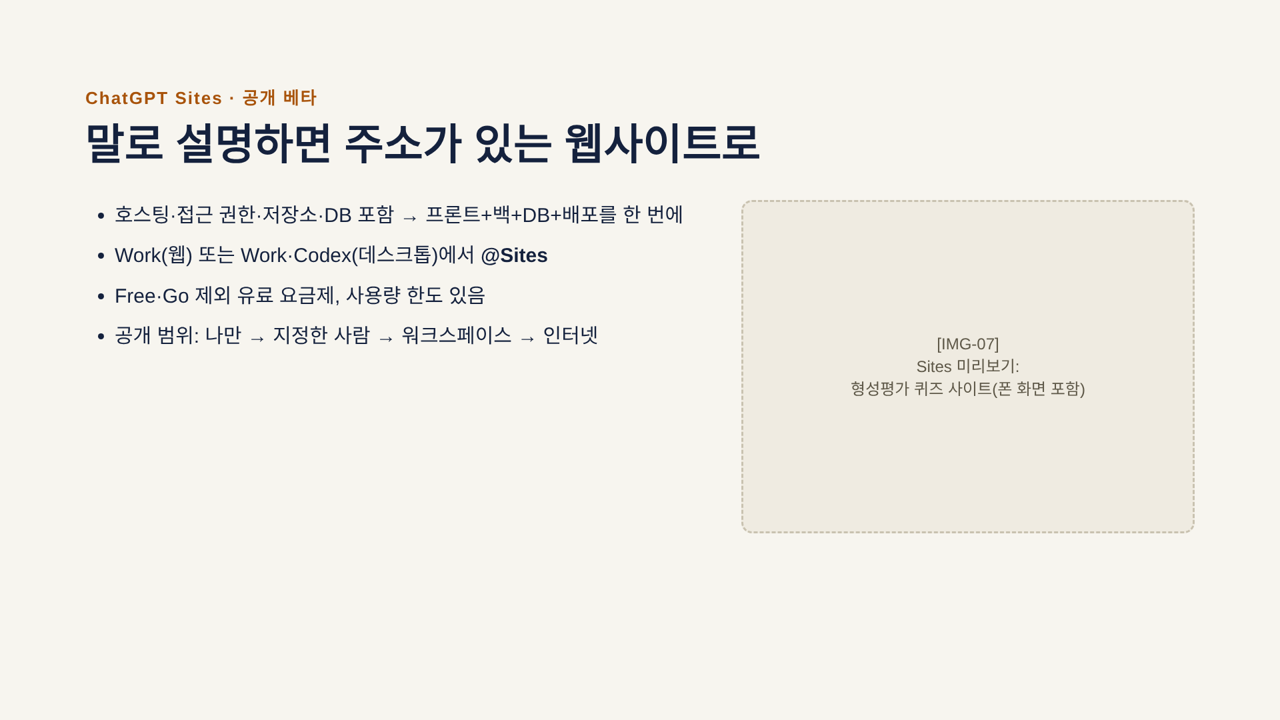 ChatGPT Sites · 공개 베타
말로 설명하면 주소가 있는 웹사이트로
• 호스팅·접근 권한·저장소·DB 포함 → 프론트+백+DB+배포를 한 번에
• Work(웹) 또는 Work·Codex(데스크톱)에서 @Sites
• Free·Go 제외 유료 요금제, 사용량 한도 있음
• 공개 범위: 나만 → 지정한 사람 → 워크스페이스 → 인터넷
[IMG-07]
Sites 미리보기:
형성평가 퀴즈 사이트(폰 화면 포함)